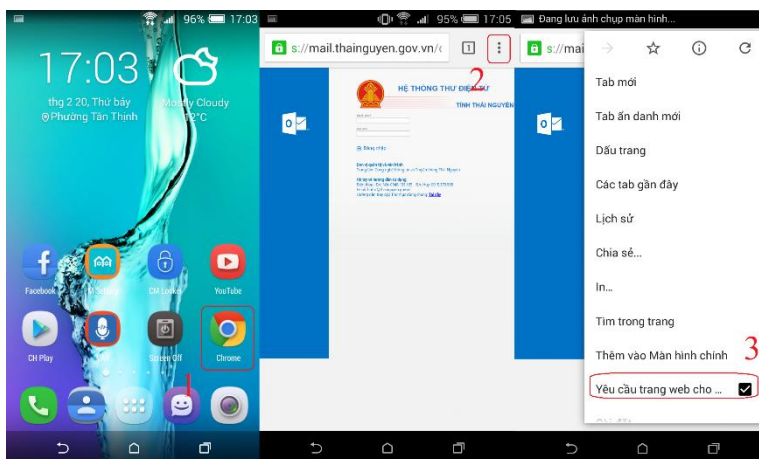 96% 17:03
17:03
thg 2 20, Thứ bảy
Phường Tân Thịnh
Mostly Cloudy
12°C
Facebook
CM Locker
YouTube
CH Play
Screen Off
Chrome
1
95% 17:05
s://mail.thainguyen.gov.vn/
1
2
HỆ THỐNG THƯ ĐIỆN TỬ
TỈNH THÁI NGUYÊN
Đăng nhập
Đang lưu ảnh chụp màn hình...
s://mai
Tab mới
Tab ẩn danh mới
Dấu trang
Các tab gần đây
Lịch sử
Chia sẻ...
In...
Tìm trong trang
Thêm vào Màn hình chính
3
Yêu cầu trang web cho ...